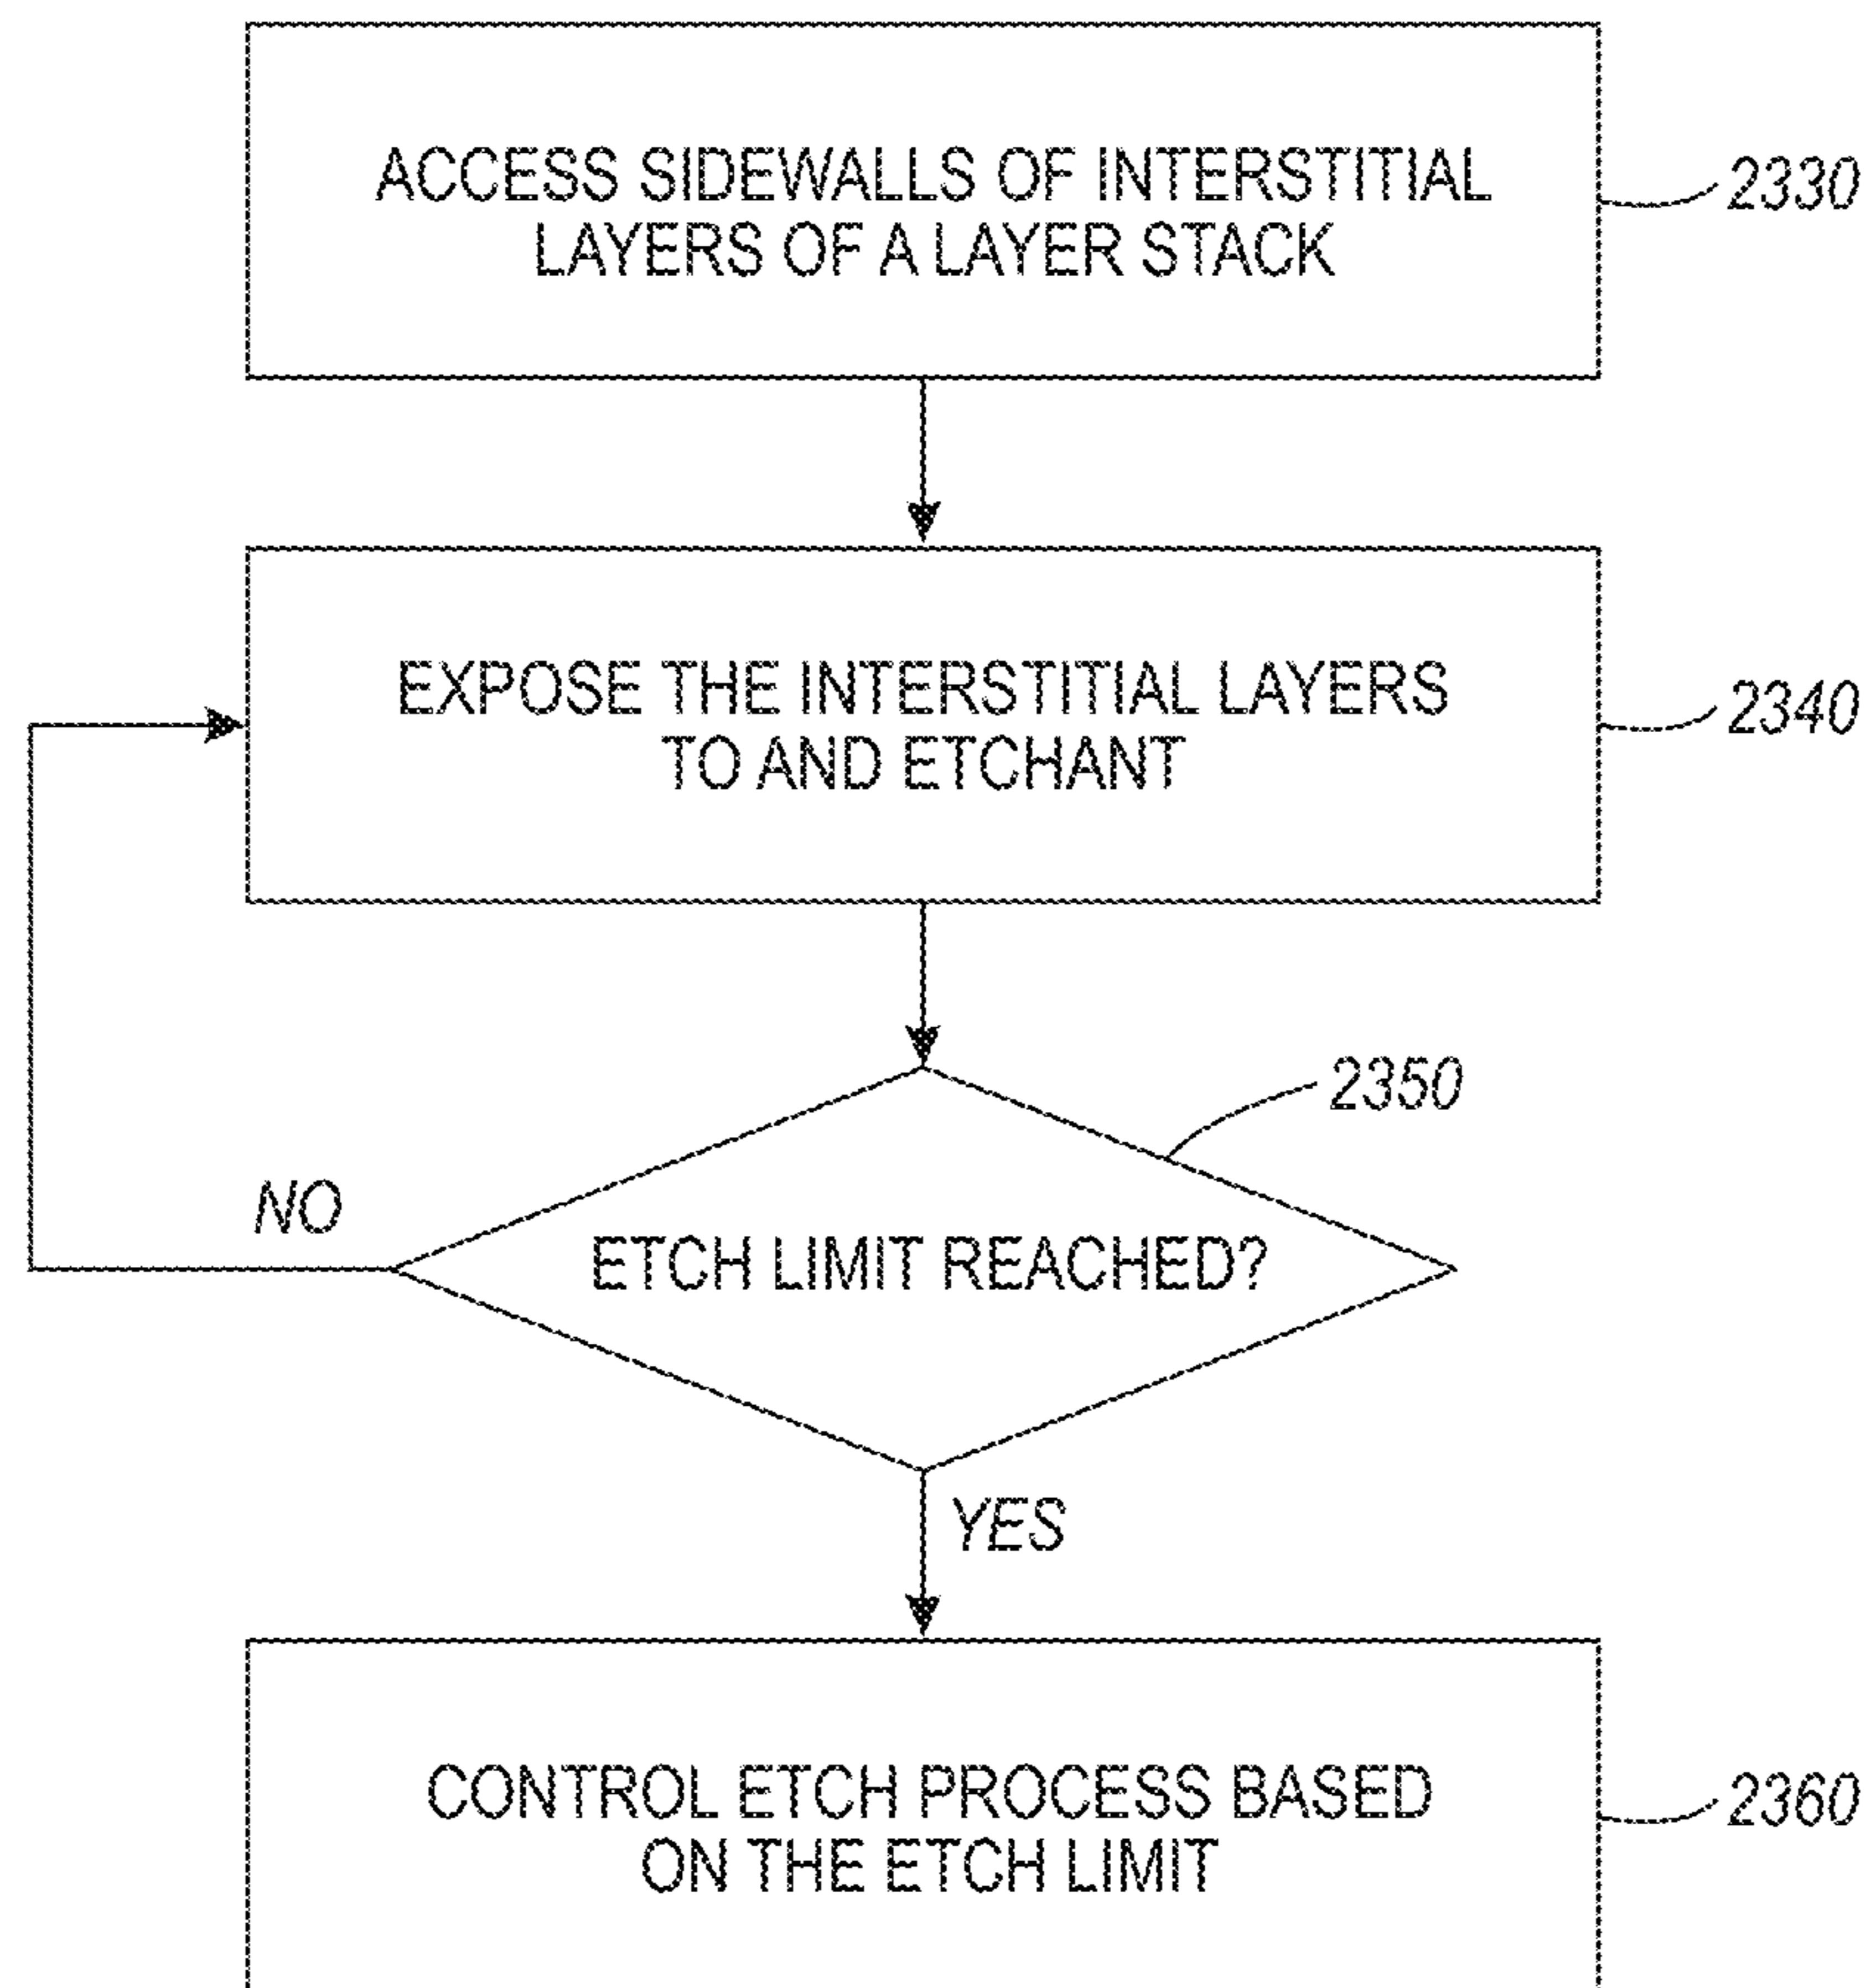 ACCESS SIDEWALLS OF INTERSTITIAL
LAYERS OF A LAYER STACK
2330
EXPOSE THE INTERSTITIAL LAYERS
TO AND ETCHANT
2340
2350
NO
ETCH LIMIT REACHED?
YES
CONTROL ETCH PROCESS BASED
ON THE ETCH LIMIT
2360